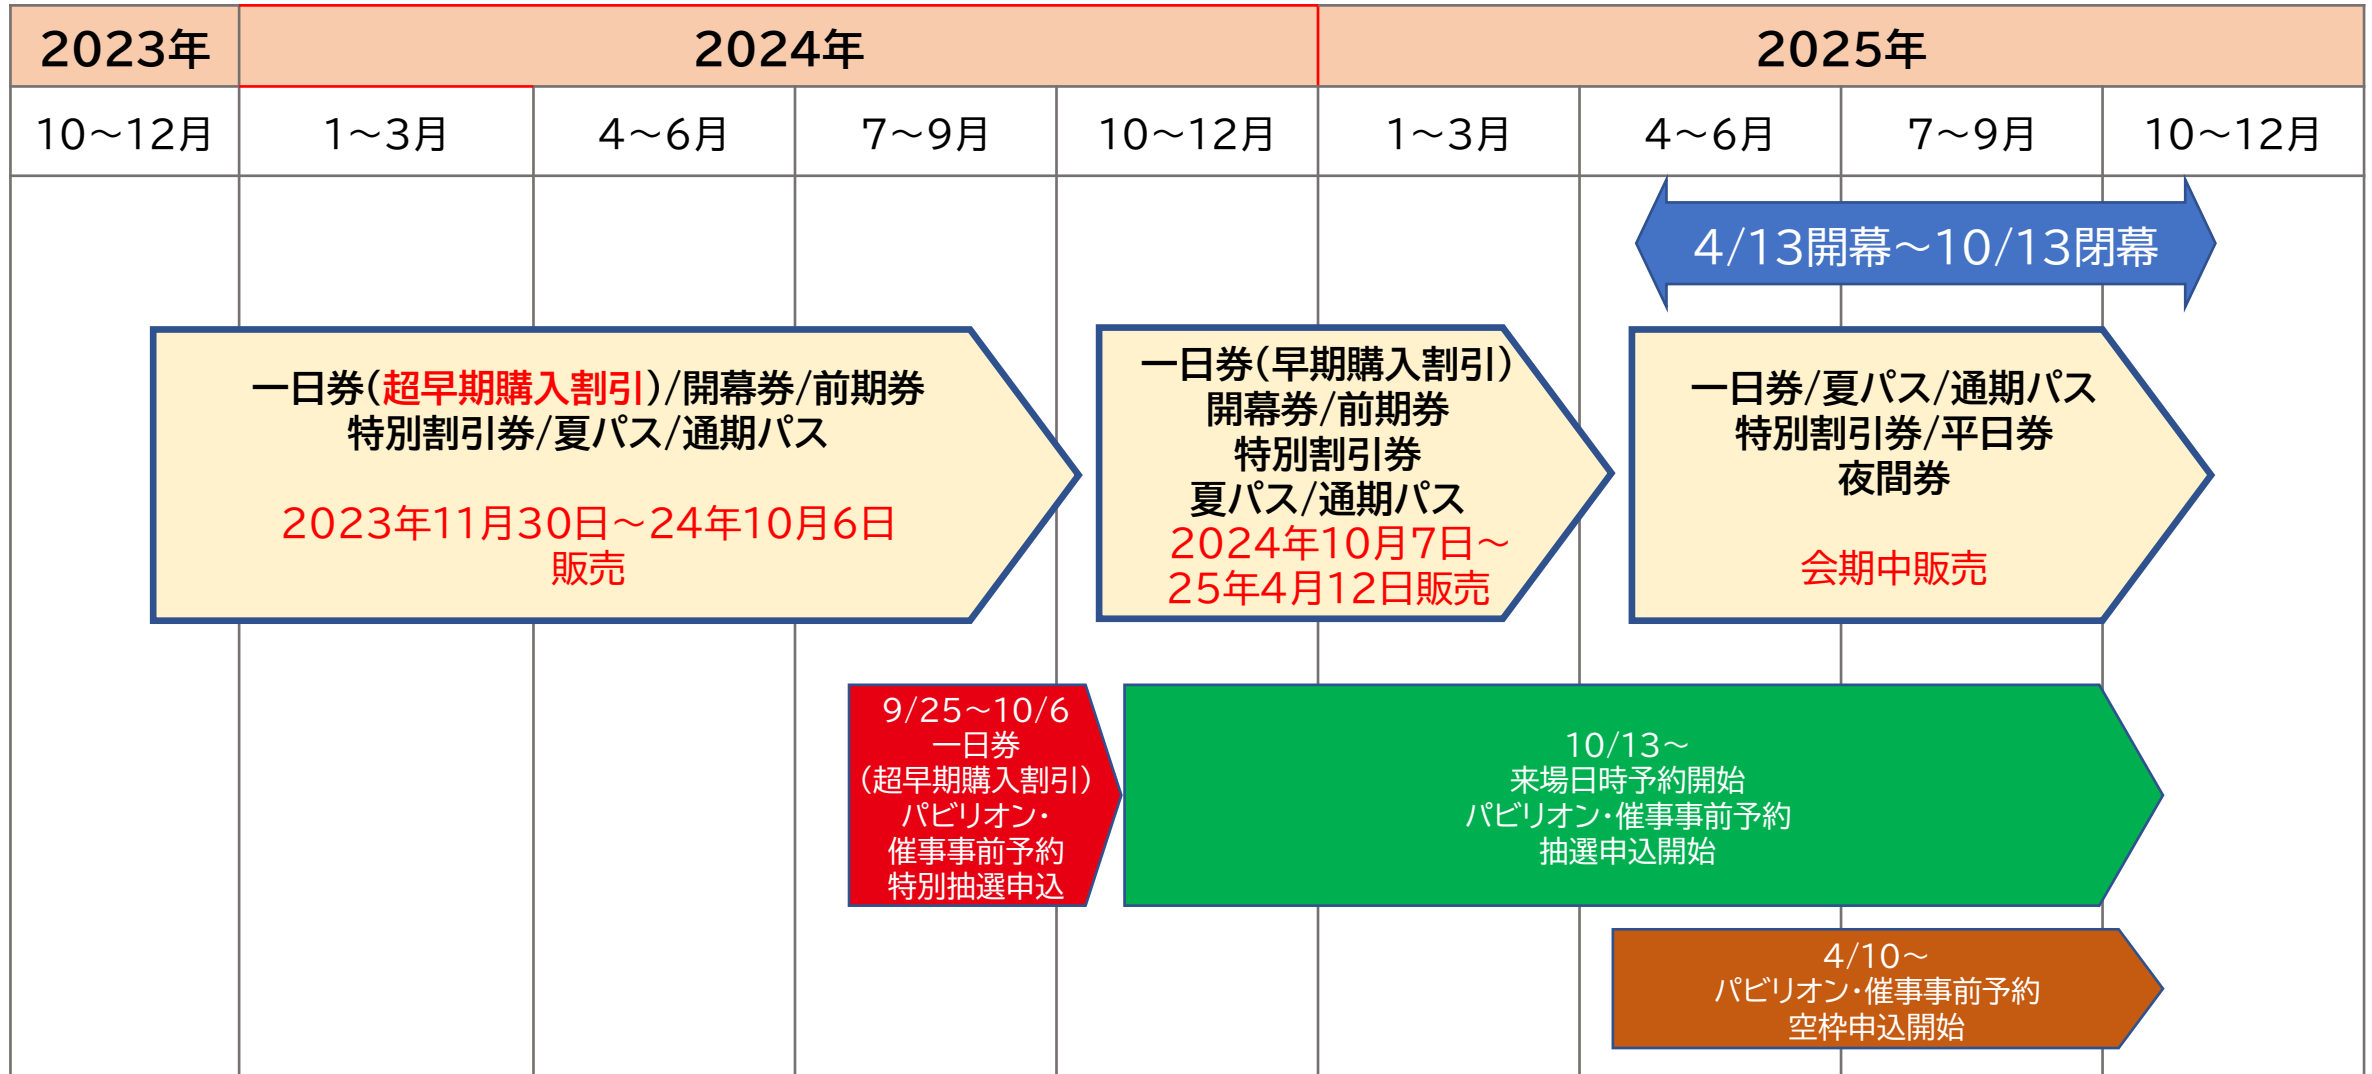 2023年
2024年
2025年
10～12月
1～3月
4～6月
7～9月
10～12月
1～3月
4～6月
7～9月
10～12月
4/13開幕～10/13閉幕
一日券(超早期購入割引)/開幕券/前期券
特別割引券/夏パス/通期パス
2023年11月30日～24年10月6日
販売
一日券(早期購入割引)
開幕券/前期券
特別割引券
夏パス/通期パス
2024年10月7日～
25年4月12日販売
一日券/夏パス/通期パス
特別割引券/平日券
夜間券
会期中販売
9/25～10/6
一日券
(超早期購入割引)
パビリオン・
催事事前予約
特別抽選申込
10/13～
来場日時予約開始
パビリオン・催事事前予約
抽選申込開始
4/10～
パビリオン・催事事前予約
空枠申込開始